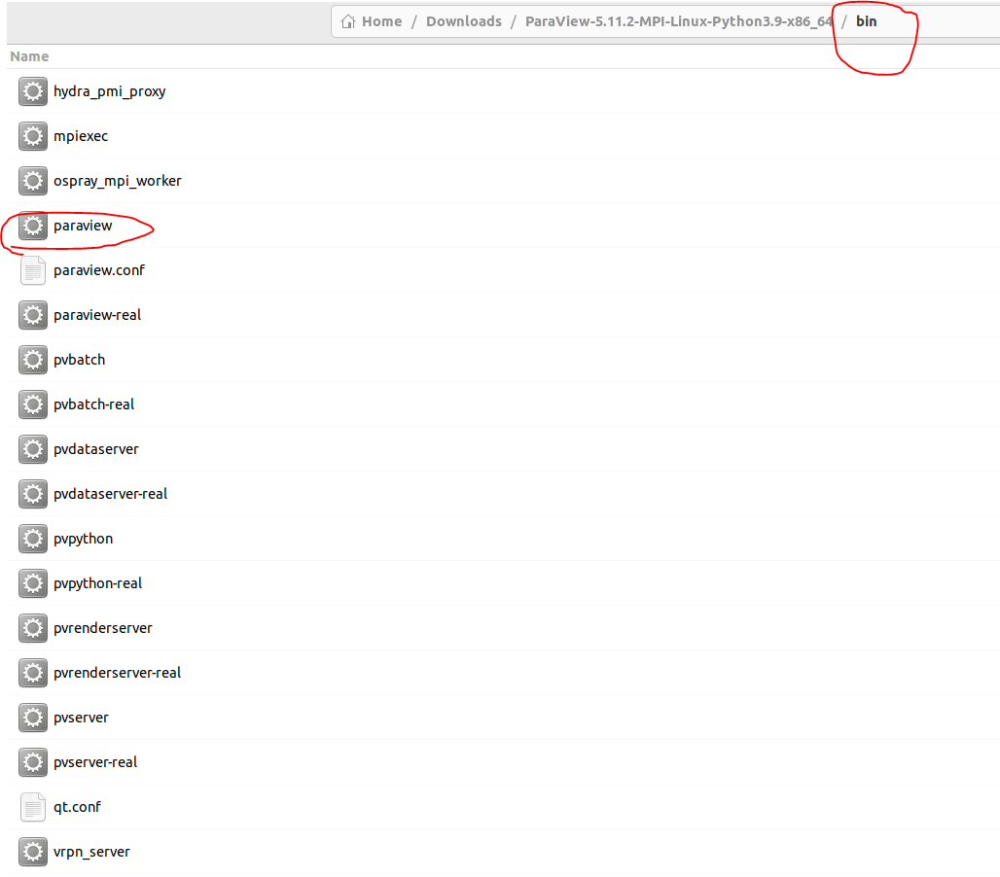 Home / Downloads / ParaView-5.11.2-MPI-Linux-Python3.9-x86_64 / bin
Name
hydra_pmi_proxy
mpiexec
ospray_mpi_worker
paraview
paraview.conf
paraview-real
pvbatch
pvbatch-real
pvdataserver
pvdataserver-real
pvpython
pvpython-real
pvrenderserver
pvrenderserver-real
pvserver
pvserver-real
qt.conf
vrpn_server